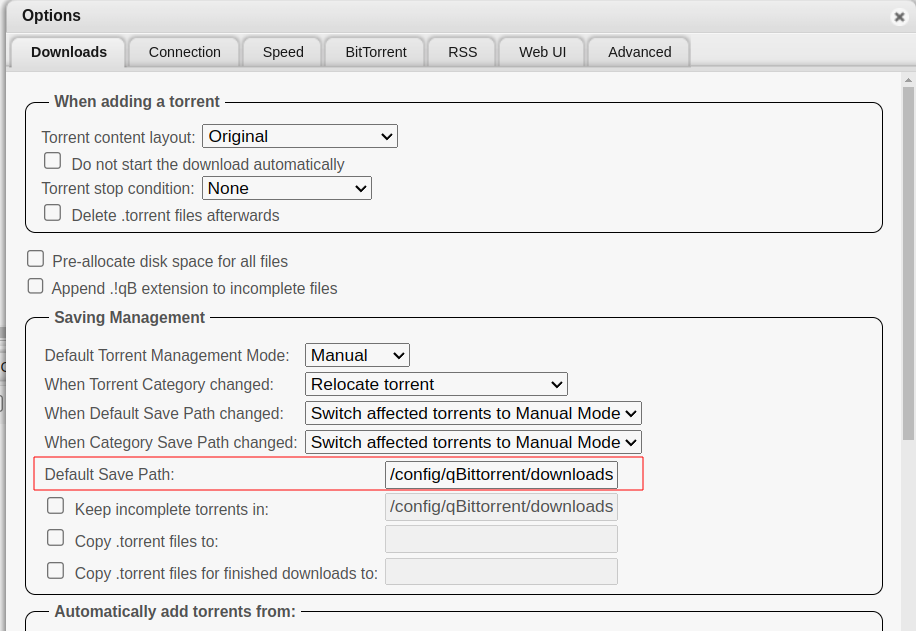 Options
Downloads Connection Speed BitTorrent RSS Web UI Advanced
When adding a torrent
Torrent content layout: Original
Do not start the download automatically
Torrent stop condition: None
Delete .torrent files afterwards
Pre-allocate disk space for all files
Append .!qB extension to incomplete files
Saving Management
Default Torrent Management Mode: Manual
When Torrent Category changed: Relocate torrent
When Default Save Path changed: Switch affected torrents to Manual Mode
When Category Save Path changed: Switch affected torrents to Manual Mode
Default Save Path: /config/qBittorrent/downloads
Keep incomplete torrents in: /config/qBittorrent/downloads
Copy .torrent files to:
Copy .torrent files for finished downloads to:
Automatically add torrents from: